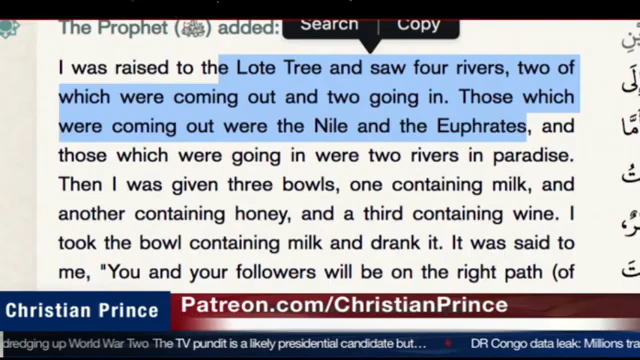 Search Copy
The Prophet (ﷺ) added:
I was raised to the Lote Tree and saw four rivers, two of
which were coming out and two going in. Those which
were coming out were the Nile and the Euphrates, and
those which were going in were two rivers in paradise.
Then I was given three bowls, one containing milk, and
another containing honey, and a third containing wine. I
took the bowl containing milk and drank it. It was said to
me, "You and your followers will be on the right path (of
Christian Prince Patreon.com/ChristianPrince
dredging up World War Two The TV pundit is a likely presidential candidate but... DR Congo data leak: Millions tra